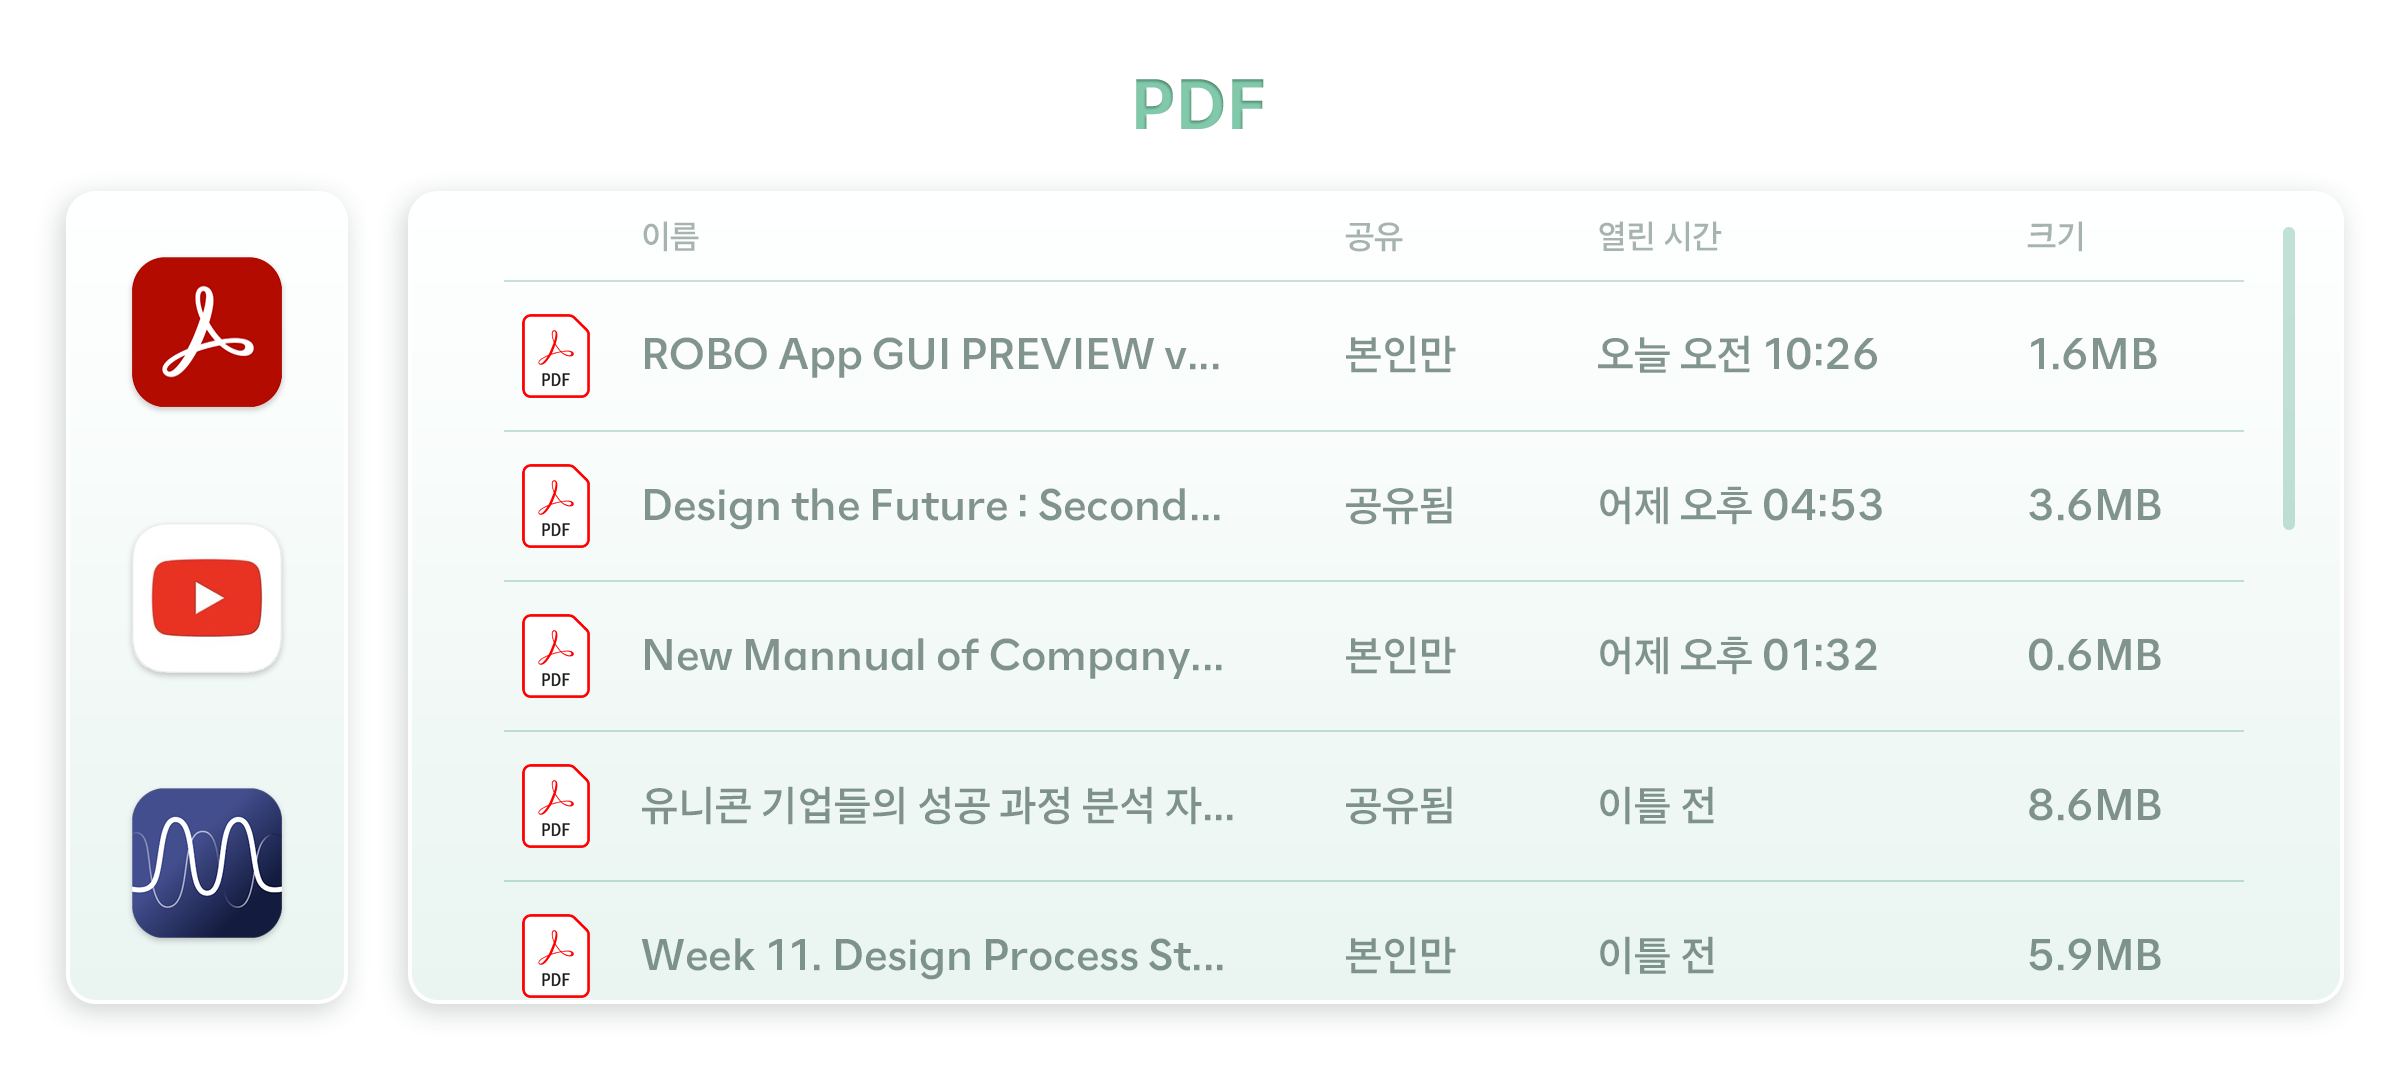 PDF
이름 공유 열린 시간 크기
PDF ROBO App GUI PREVIEW v... 본인만 오늘 오전 10:26 1.6MB
PDF Design the Future : Second... 공유됨 어제 오후 04:53 3.6MB
PDF New Mannual of Company... 본인만 어제 오후 01:32 0.6MB
PDF 유니콘 기업들의 성공 과정 분석 자... 공유됨 이틀 전 8.6MB
PDF Week 11. Design Process St... 본인만 이틀 전 5.9MB